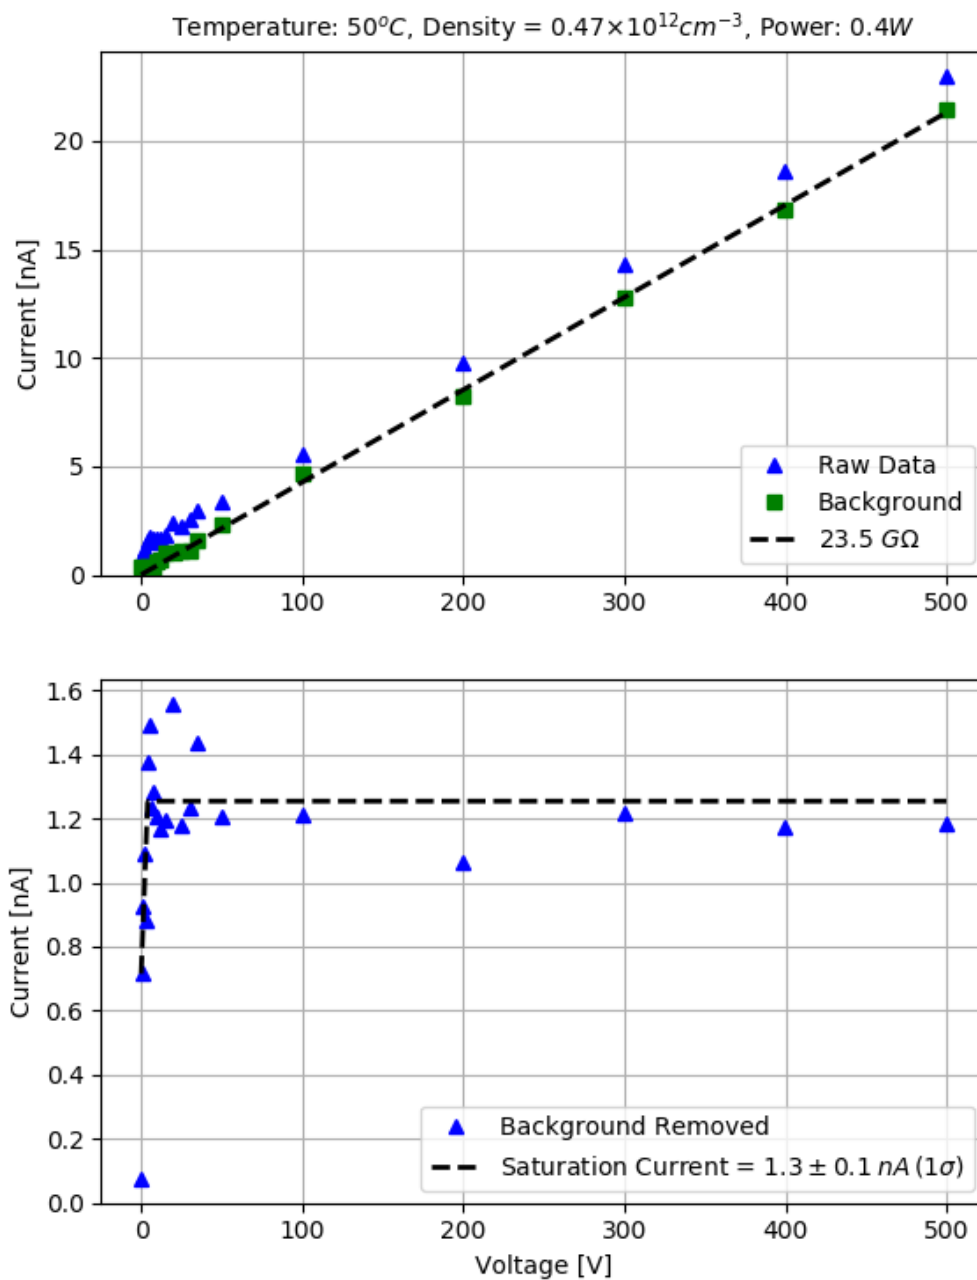 Temperature: 50°C, Density = 0.47×10¹²cm⁻³, Power: 0.4W
20
15
10
5
0
Current [nA]
Raw Data
Background
23.5 GΩ
0 100 200 300 400 500
1.6
1.4
1.2
1.0
0.8
0.6
0.4
0.2
0.0
Current [nA]
Background Removed
Saturation Current = 1.3 ± 0.1 nA (1σ)
0 100 200 300 400 500
Voltage [V]